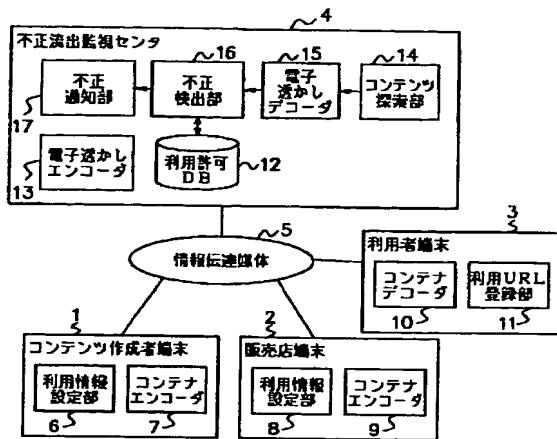 4
不正流出監視センタ
16
15
14
不正
通知部
不正
検出部
電子
透かし
デコーダ
コンテンツ
探索部
17
電子透かし
エンコーダ
13
利用許可
DB
12
5
情報伝達媒体
3
利用者端末
コンテナ
デコーダ
利用URL
登録部
10
11
1
コンテンツ作成者端末
利用情報
設定部
コンテナ
エンコーダ
6
7
2
販売店端末
利用情報
設定部
コンテナ
エンコーダ
8
9